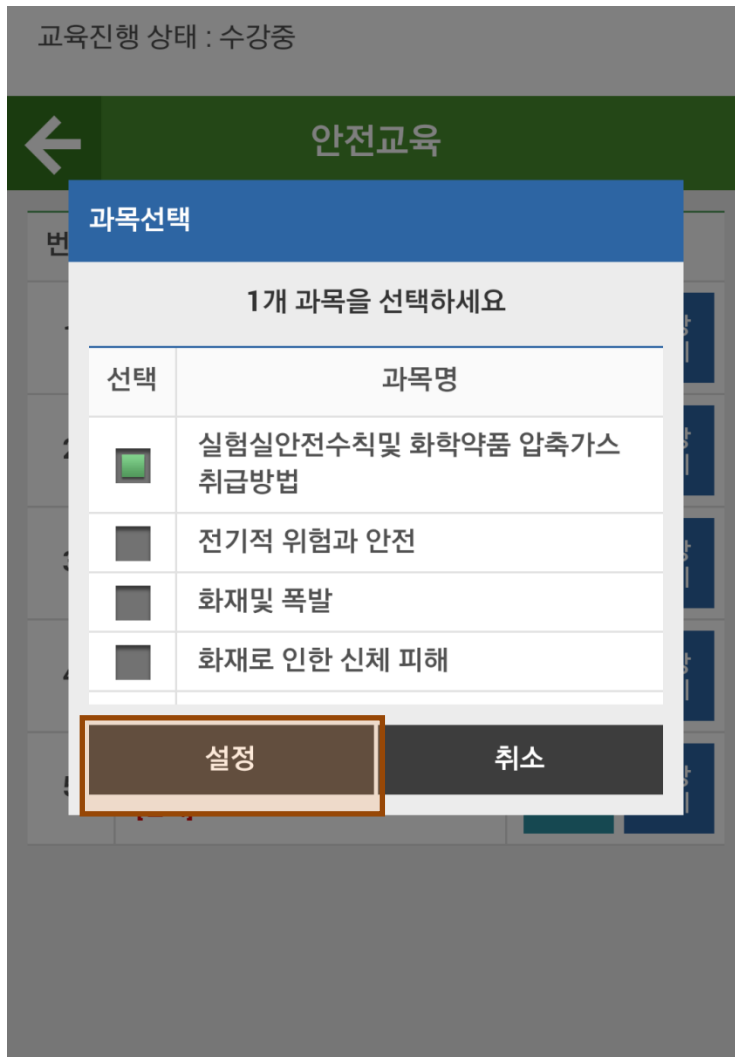 교육진행 상태 : 수강중
안전교육
과목선택
1개 과목을 선택하세요
선택 과목명
실험실안전수칙및 화학약품 압축가스
취급방법
전기적 위험과 안전
화재및 폭발
화재로 인한 신체 피해
설정 취소